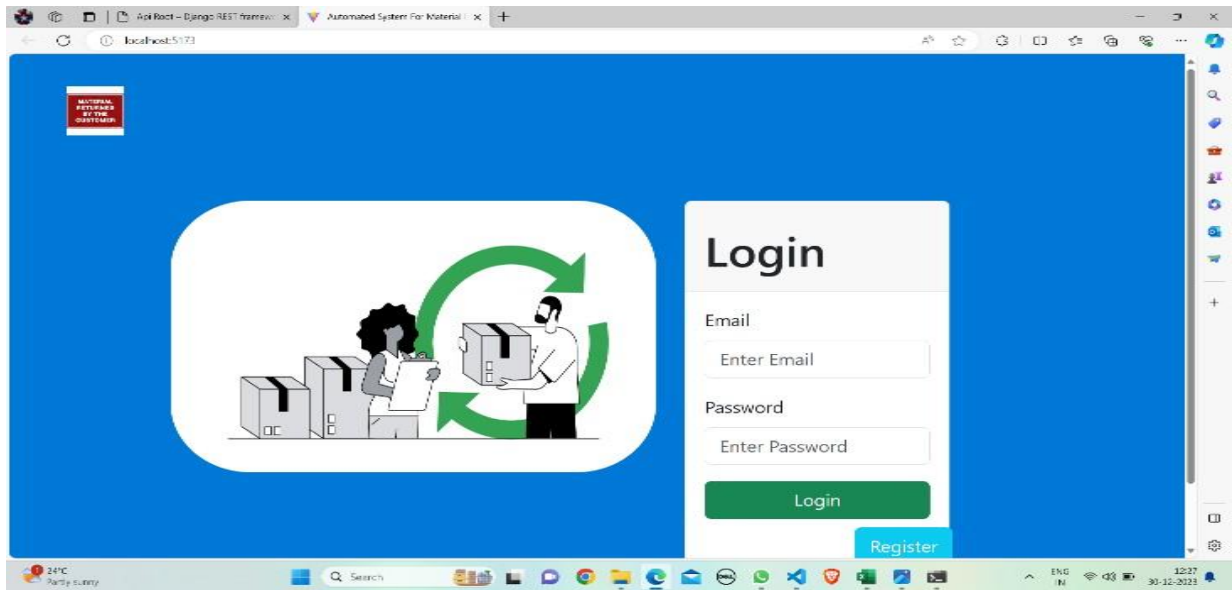 Api Root – Django REST framew
Automated System For Material
localhost:5173
MATERIAL
RETURNED
BY THE
CUSTOMER
Login
Email
Enter Email
Password
Enter Password
Login
Register
24°C
Partly sunny
Search
ENG
IN
12:27
30-12-2023